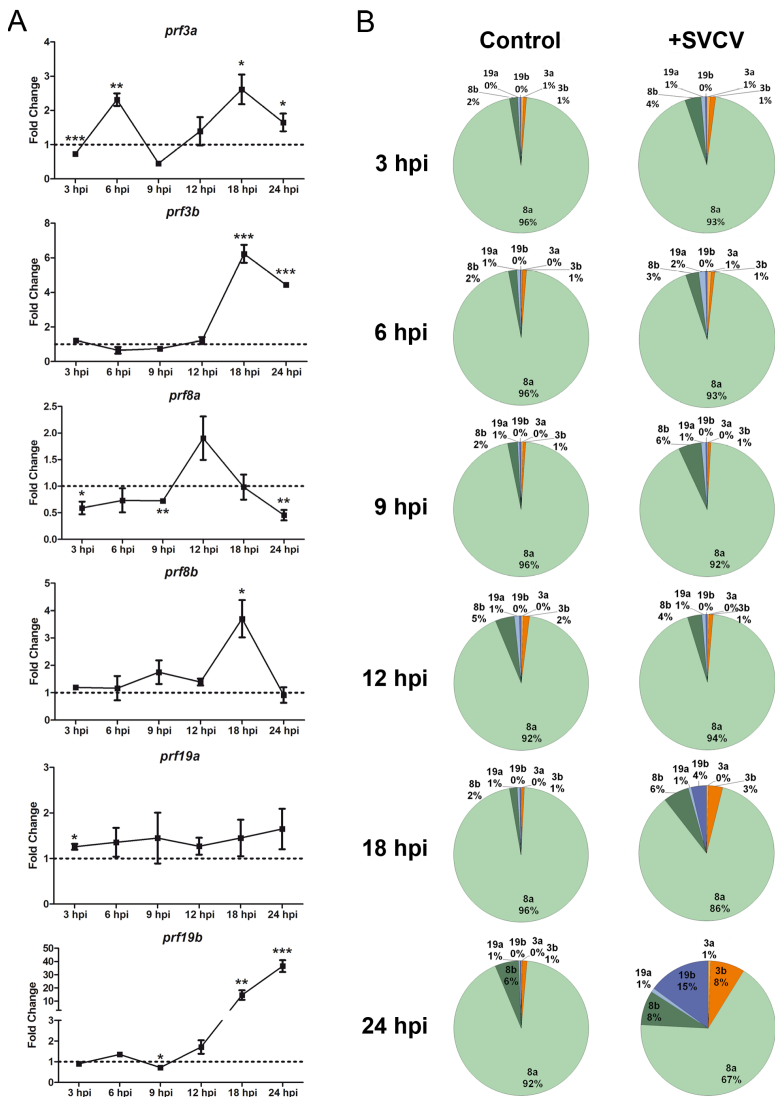 A
prf3a
Fold Change
4
3
2
1
0
***
**
*
*
3 hpi 6 hpi 9 hpi 12 hpi 18 hpi 24 hpi
prf3b
Fold Change
8
6
4
2
0
***
***
3 hpi 6 hpi 9 hpi 12 hpi 18 hpi 24 hpi
prf8a
Fold Change
2.5
2.0
1.5
1.0
0.5
0.0
*
**
**
3 hpi 6 hpi 9 hpi 12 hpi 18 hpi 24 hpi
prf8b
Fold Change
5
4
3
2
1
0
*
3 hpi 6 hpi 9 hpi 12 hpi 18 hpi 24 hpi
prf19a
Fold Change
3
2
1
0
*
3 hpi 6 hpi 9 hpi 12 hpi 18 hpi 24 hpi
prf19b
Fold Change
50
40
30
20
10
2
1
0
*
**
***
3 hpi 6 hpi 9 hpi 12 hpi 18 hpi 24 hpi
B
Control +SVCV
3 hpi
8b 2%
19a 0%
19b 0%
3a 1%
3b 1%
8a 96%
8b 4%
19a 1%
19b 0%
3a 1%
3b 1%
8a 93%
6 hpi
8b 2%
19a 1%
19b 0%
3a 0%
3b 1%
8a 96%
8b 3%
19a 2%
19b 0%
3a 1%
3b 1%
8a 93%
9 hpi
8b 2%
19a 1%
19b 0%
3a 0%
3b 1%
8a 96%
8b 6%
19a 1%
19b 0%
3a 0%
3b 1%
8a 92%
12 hpi
8b 5%
19a 1%
19b 0%
3a 0%
3b 2%
8a 92%
8b 4%
19a 1%
19b 0%
3a 0%
3b 1%
8a 94%
18 hpi
8b 2%
19a 1%
19b 0%
3a 0%
3b 1%
8a 96%
8b 6%
19a 1%
19b 4%
3a 0%
3b 3%
8a 86%
24 hpi
8b 6%
19a 1%
19b 0%
3a 0%
3b 1%
8a 92%
8b 8%
19a 1%
19b 15%
3a 1%
3b 8%
8a 67%